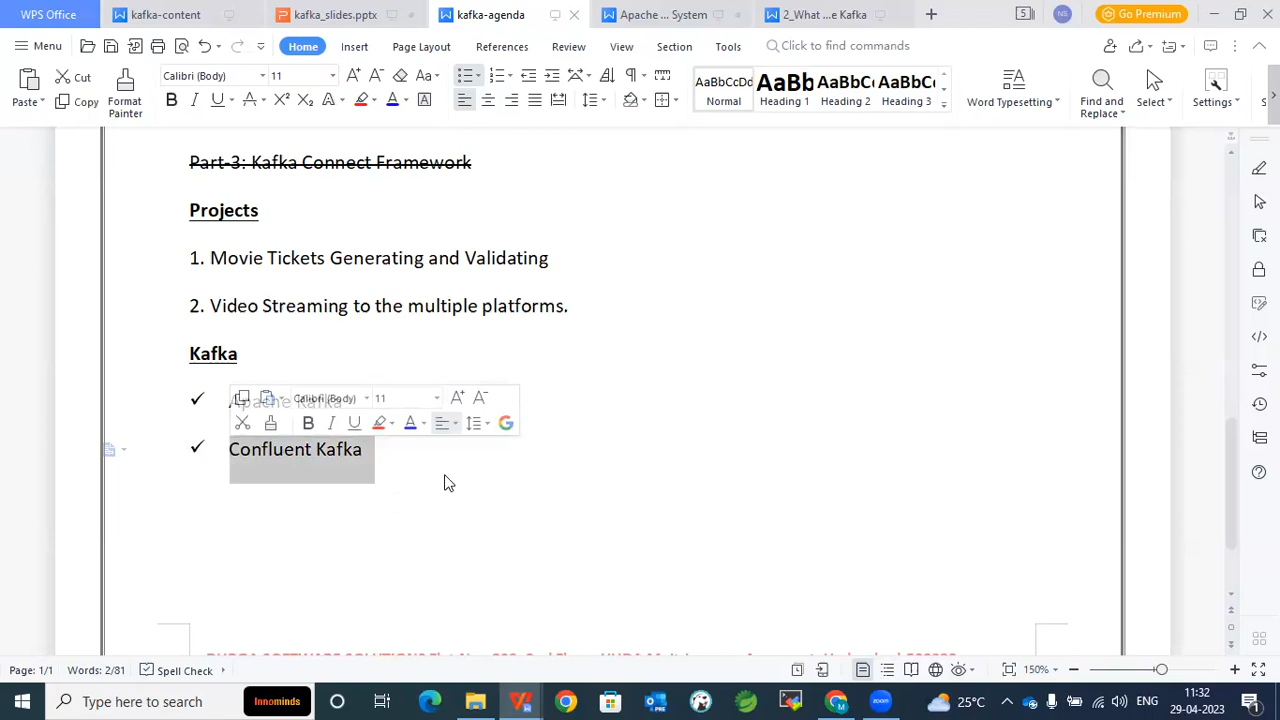 WPS Office
kafka-content
kafka_slides.pptx
kafka-agenda
Apache ... System
2_What ...e Kafka
Go Premium
Menu
Home
Insert
Page Layout
References
Review
View
Section
Tools
Click to find commands
Paste
Cut
Copy
Format Painter
Calibri (Body)
11
AaBbCcDd
Normal
AaBb
Heading 1
AaBbC
Heading 2
AaBbC
Heading 3
Word Typesetting
Find and Replace
Select
Settings
Part-3: Kafka Connect Framework
Projects
1. Movie Tickets Generating and Validating
2. Video Streaming to the multiple platforms.
Kafka
Apache Kafka
Calibri (Body)
11
Confluent Kafka
Page: 1/1
Words: 2/81
Spell Check
150%
Type here to search
Innominds
25°C
ENG
11:32
29-04-2023